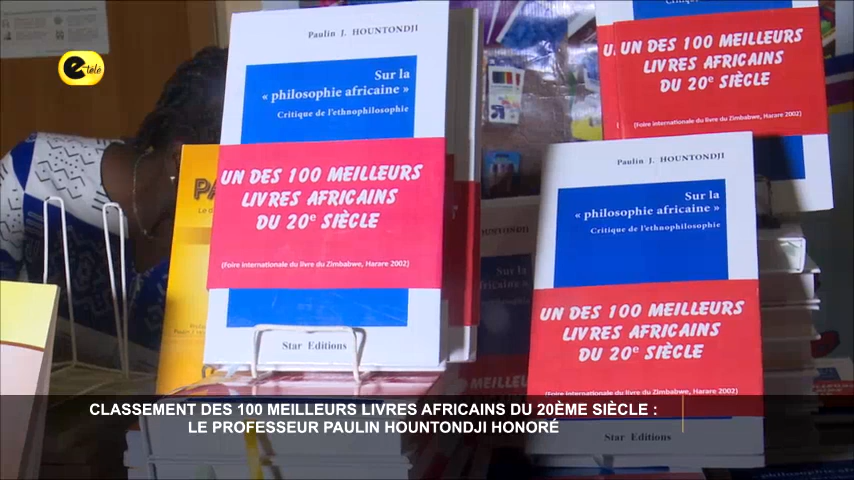 e télé
Paulin J. HOUNTONDJI
Sur la
« philosophie africaine »
Critique de l'ethnophilosophie
UN DES 100 MEILLEURS
LIVRES AFRICAINS
DU 20e SIÈCLE
(Foire internationale du livre du Zimbabwe, Harare 2002)
Star Editions
Critique de l'ethnophilosophie
UN DES 100 MEILLEURS
LIVRES AFRICAINS
DU 20e SIÈCLE
(Foire internationale du livre du Zimbabwe, Harare 2002)
Paulin J. HOUNTONDJI
Sur la
« philosophie africaine »
Critique de l'ethnophilosophie
UN DES 100 MEILLEURS
LIVRES AFRICAINS
DU 20e SIÈCLE
(Foire internationale du livre du Zimbabwe, Harare 2002)
Star Editions
CLASSEMENT DES 100 MEILLEURS LIVRES AFRICAINS DU 20ÈME SIÈCLE :
LE PROFESSEUR PAULIN HOUNTONDJI HONORÉ